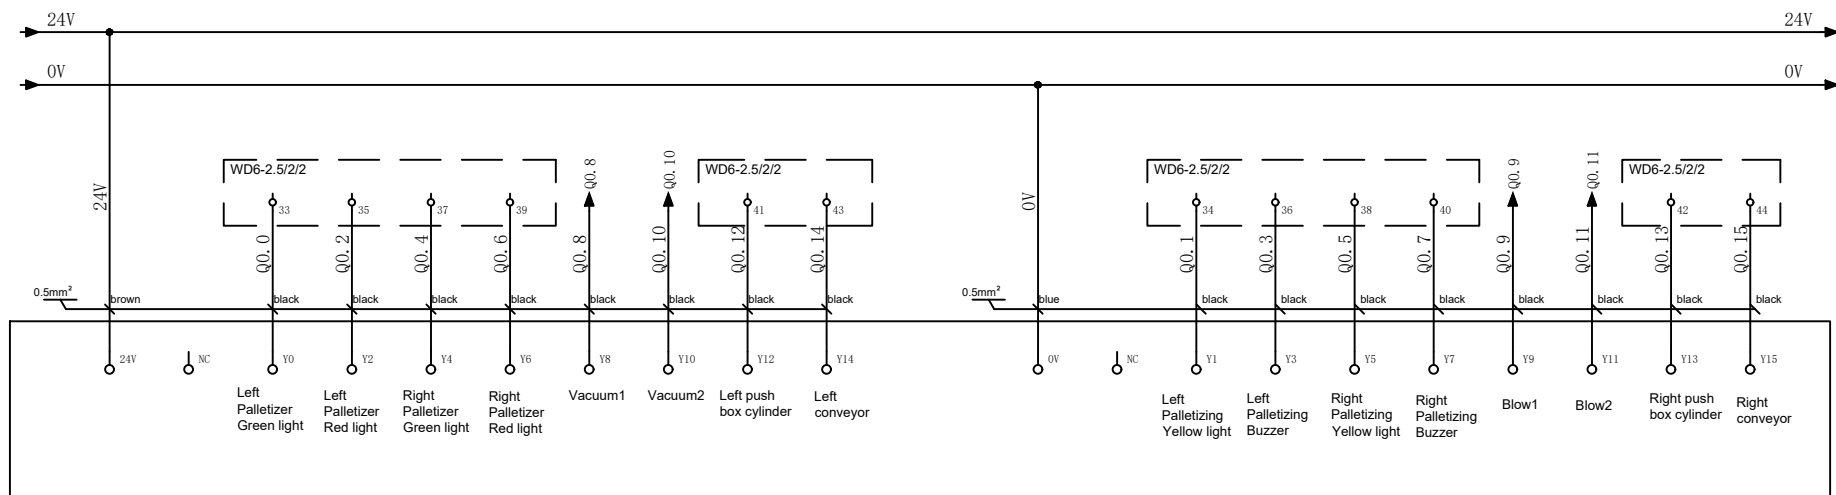 24V
24V
0V
0V
WD6-2.5/2/2
Q0.8
Q0.10
WD6-2.5/2/2
WD6-2.5/2/2
Q0.9
Q0.11
WD6-2.5/2/2
24V
33
35
37
39
41
43
0V
34
36
38
40
42
44
Q0.0
Q0.2
Q0.4
Q0.6
Q0.8
Q0.10
Q0.12
Q0.14
Q0.1
Q0.3
Q0.5
Q0.7
Q0.9
Q0.11
Q0.13
Q0.15
0.5mm²
brown
black
black
black
black
black
black
black
black
0.5mm²
blue
black
black
black
black
black
black
black
black
24V
NC
Y0
Y2
Y4
Y6
Y8
Y10
Y12
Y14
0V
NC
Y1
Y3
Y5
Y7
Y9
Y11
Y13
Y15
Left
Palletizer
Green light
Left
Palletizer
Red light
Right
Palletizer
Green light
Right
Palletizer
Red light
Vacuum1
Vacuum2
Left push
box cylinder
Left
conveyor
Left
Palletizing
Yellow light
Left
Palletizing
Buzzer
Right
Palletizing
Yellow light
Right
Palletizing
Buzzer
Blow1
Blow2
Right push
box cylinder
Right
conveyor